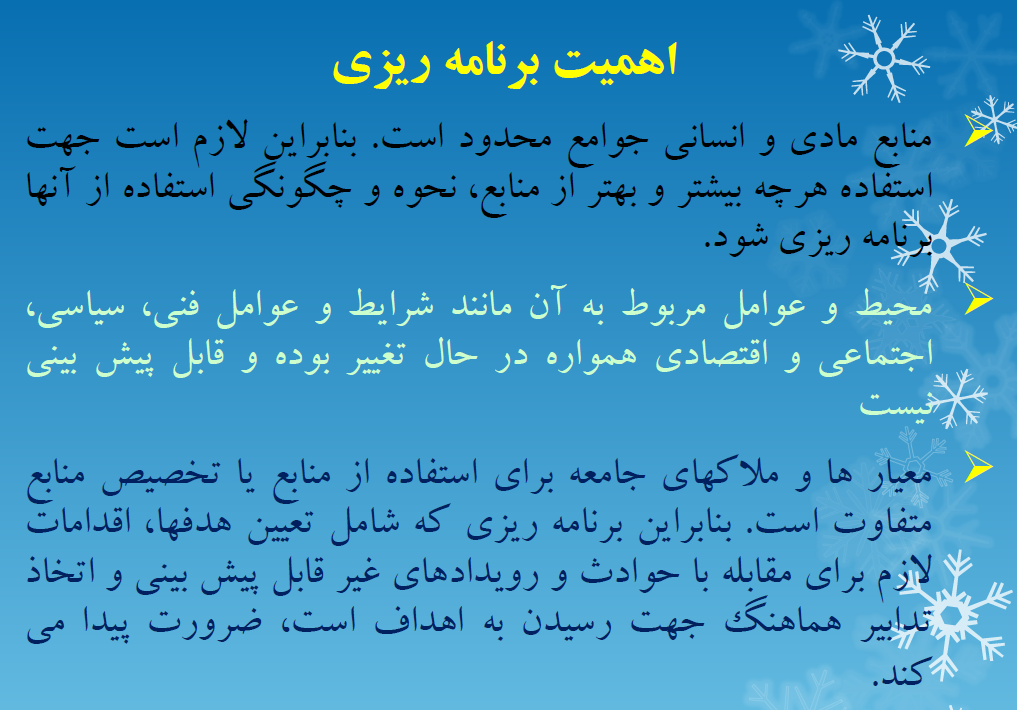 اهمیت برنامه ریزی
منابع مادی و انسانی جوامع محدود است. بنابراین لازم است جهت
استفاده هرچه بیشتر و بهتر از منابع، نحوه و چگونگی استفاده از آنها
برنامه ریزی شود.
محیط و عوامل مربوط به آن مانند شرایط و عوامل فنی، سیاسی،
اجتماعی و اقتصادی همواره در حال تغییر بوده و قابل پیش بینی
نیست
معیار ها و ملاکهای جامعه برای استفاده از منابع یا تخصیص منابع
متفاوت است. بنابراین برنامه ریزی که شامل تعیین هدفها، اقدامات
لازم برای مقابله با حوادث و رویدادهای غیر قابل پیش بینی و اتخاذ
تدابیر هماهنگ جهت رسیدن به اهداف است، ضرورت پیدا می
کند.